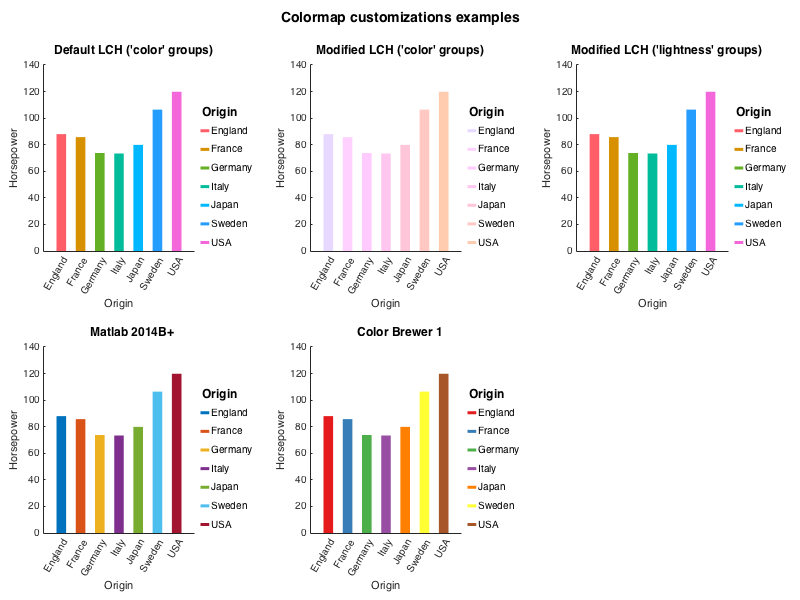 Colormap customizations examples
Default LCH ('color' groups)
140
120
100
80
60
40
20
0
Horsepower
England
France
Germany
Italy
Japan
Sweden
USA
Origin
Origin
England
France
Germany
Italy
Japan
Sweden
USA
Modified LCH ('color' groups)
140
120
100
80
60
40
20
0
Horsepower
England
France
Germany
Italy
Japan
Sweden
USA
Origin
Origin
England
France
Germany
Italy
Japan
Sweden
USA
Modified LCH ('lightness' groups)
140
120
100
80
60
40
20
0
Horsepower
England
France
Germany
Italy
Japan
Sweden
USA
Origin
Origin
England
France
Germany
Italy
Japan
Sweden
USA
Matlab 2014B+
140
120
100
80
60
40
20
0
Horsepower
England
France
Germany
Italy
Japan
Sweden
USA
Origin
Origin
England
France
Germany
Italy
Japan
Sweden
USA
Color Brewer 1
140
120
100
80
60
40
20
0
Horsepower
England
France
Germany
Italy
Japan
Sweden
USA
Origin
Origin
England
France
Germany
Italy
Japan
Sweden
USA